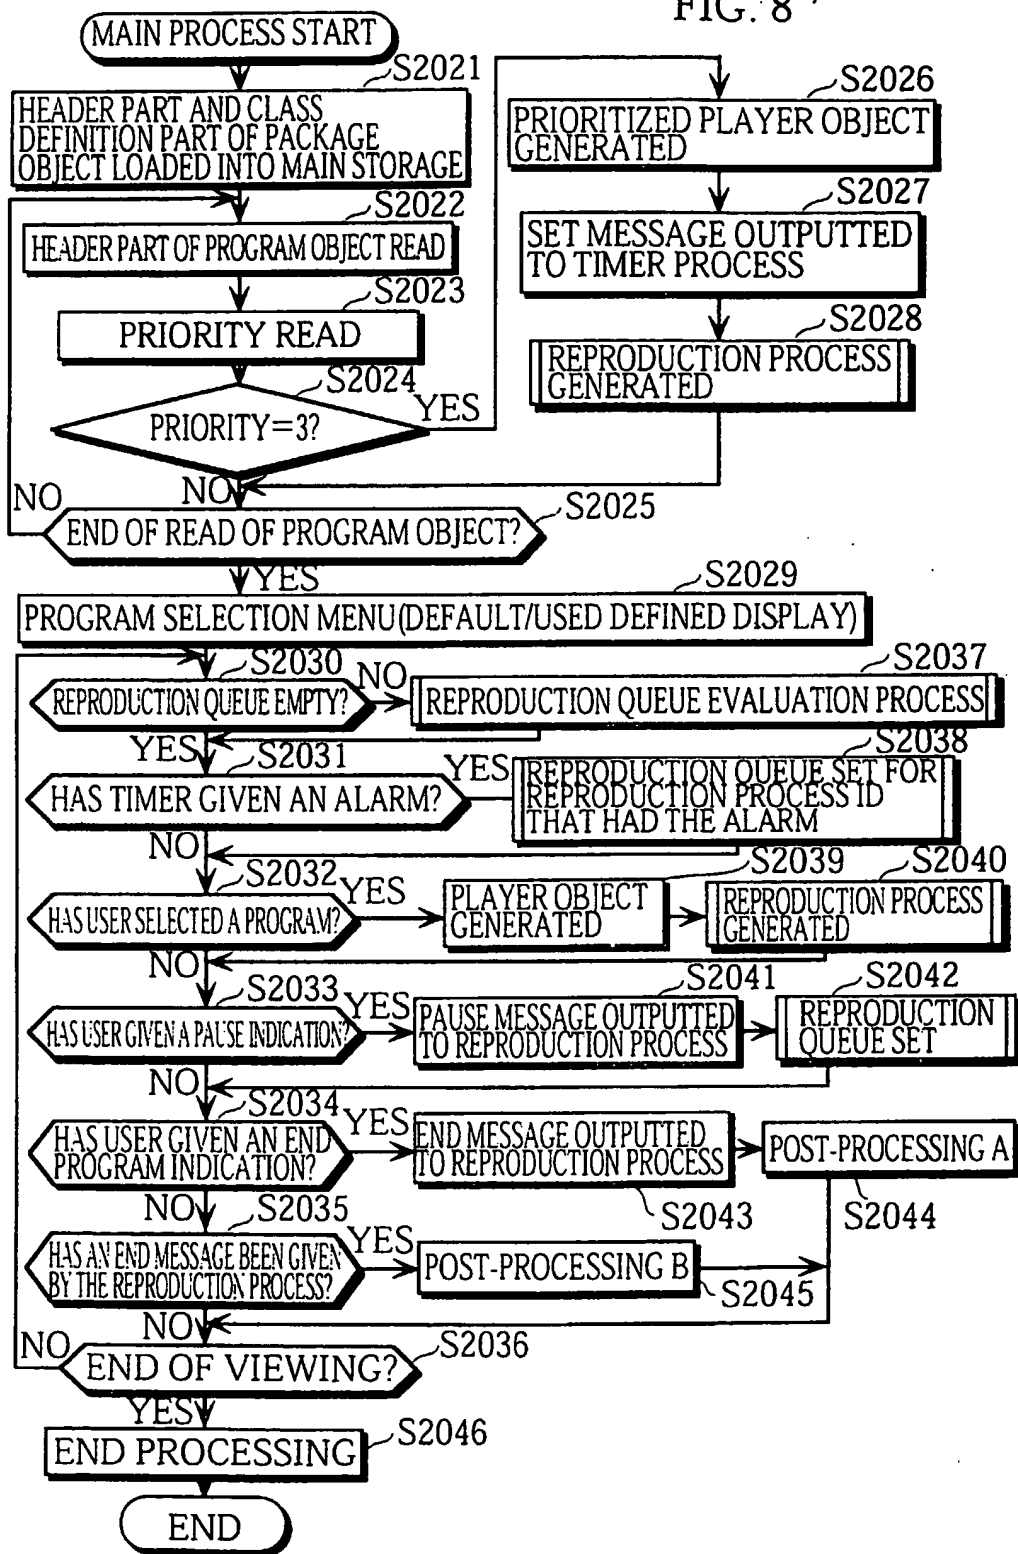 FIG. 8
MAIN PROCESS START
S2021
HEADER PART AND CLASS
DEFINITION PART OF PACKAGE
OBJECT LOADED INTO MAIN STORAGE
S2022
HEADER PART OF PROGRAM OBJECT READ
S2023
PRIORITY READ
S2024
PRIORITY=3?
YES
NO
S2026
PRIORITIZED PLAYER OBJECT
GENERATED
S2027
SET MESSAGE OUTPUTTED
TO TIMER PROCESS
S2028
REPRODUCTION PROCESS
GENERATED
NO
S2025
END OF READ OF PROGRAM OBJECT?
YES
S2029
PROGRAM SELECTION MENU(DEFAULT/USED DEFINED DISPLAY)
S2030
REPRODUCTION QUEUE EMPTY?
NO
S2037
REPRODUCTION QUEUE EVALUATION PROCESS
YES
S2031
HAS TIMER GIVEN AN ALARM?
YES
S2038
REPRODUCTION QUEUE SET FOR
REPRODUCTION PROCESS ID
THAT HAD THE ALARM
NO
S2032
HAS USER SELECTED A PROGRAM?
YES
S2039
PLAYER OBJECT
GENERATED
S2040
REPRODUCTION PROCESS
GENERATED
NO
S2033
HAS USER GIVEN A PAUSE INDICATION?
YES
S2041
PAUSE MESSAGE OUTPUTTED
TO REPRODUCTION PROCESS
S2042
REPRODUCTION
QUEUE SET
NO
S2034
HAS USER GIVEN AN END
PROGRAM INDICATION?
YES
END MESSAGE OUTPUTTED
TO REPRODUCTION PROCESS
S2043
POST-PROCESSING A
S2044
NO
S2035
HAS AN END MESSAGE BEEN GIVEN
BY THE REPRODUCTION PROCESS?
YES
POST-PROCESSING B
S2045
NO
NO
S2036
END OF VIEWING?
YES
S2046
END PROCESSING
END